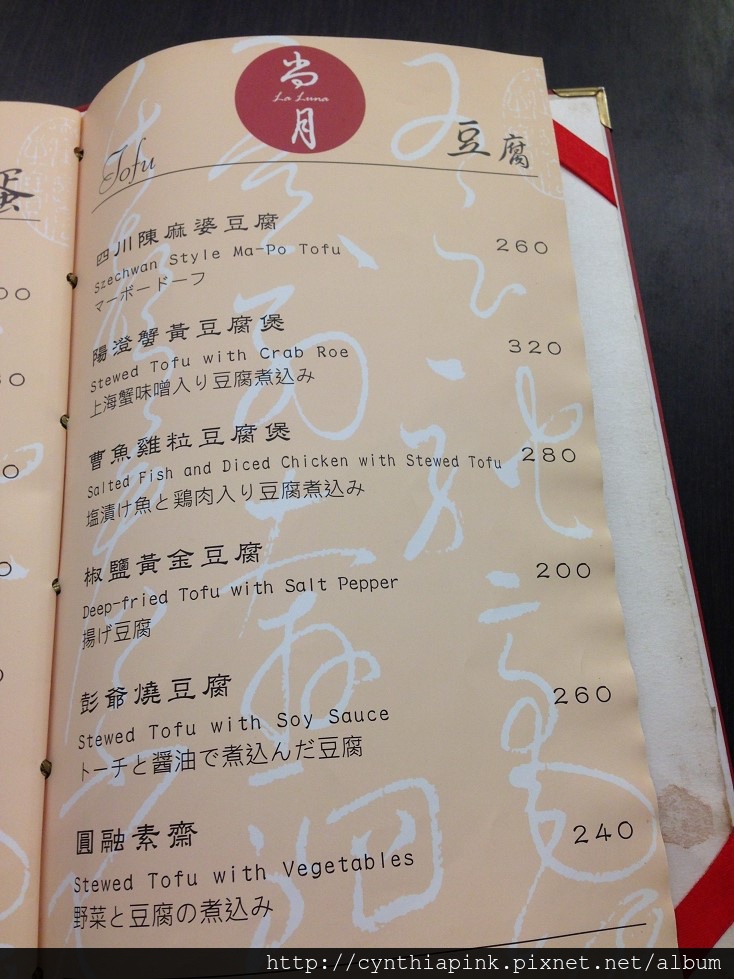 尚月
La Luna
Tofu
豆腐
蛋
四川陳麻婆豆腐
Szechwan Style Ma-Po Tofu
260
マーボードーフ
陽澄蟹黃豆腐煲
Stewed Tofu with Crab Roe
320
上海蟹味噌入り豆腐煮込み
曹魚雞粒豆腐煲
Salted Fish and Diced Chicken with Stewed Tofu
280
塩漬け魚と鶏肉入り豆腐煮込み
椒鹽黃金豆腐
Deep-fried Tofu with Salt Pepper
200
揚げ豆腐
彭爺燒豆腐
Stewed Tofu with Soy Sauce
260
トーチと醤油で煮込んだ豆腐
圓融素齋
Stewed Tofu with Vegetables
240
野菜と豆腐の煮込み
http://cynthiapink.pixnet.net/album